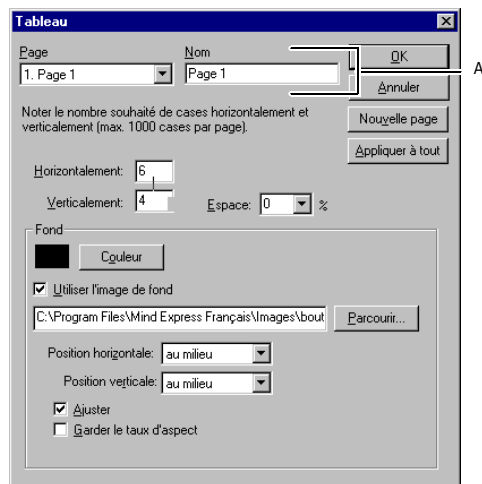 Tableau
Page Nom
1. Page 1 Page 1
OK
A
Annuler
Noter le nombre souhaité de cases horizontalement et
verticalement (max. 1000 cases par page).
Nouvelle page
Appliquer à tout
Horizontalement: 6
Verticalement: 4 Espace: 0 %
Fond
Couleur
Utiliser l'image de fond
C:\Program Files\Mind Express Français\Images\bout Parcourir...
Position horizontale: au milieu
Position verticale: au milieu
Ajuster
Garder le taux d'aspect